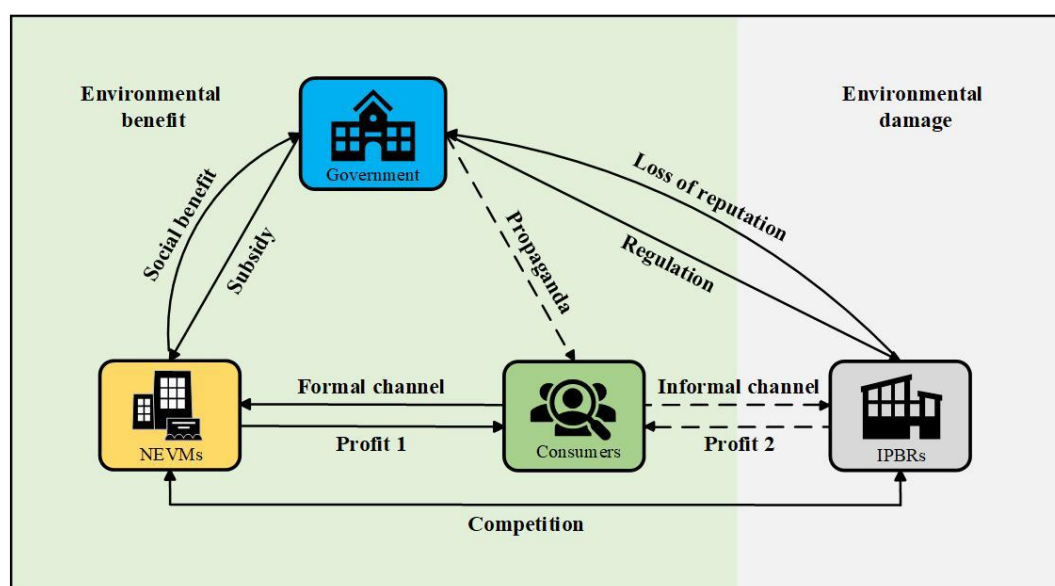 Environmental
benefit
Environmental
damage
Government
Social benefit
Subsidy
Propaganda
Loss of reputation
Regulation
Formal channel
Informal channel
Profit 1
Profit 2
NEVMs
Consumers
IPBRs
Competition